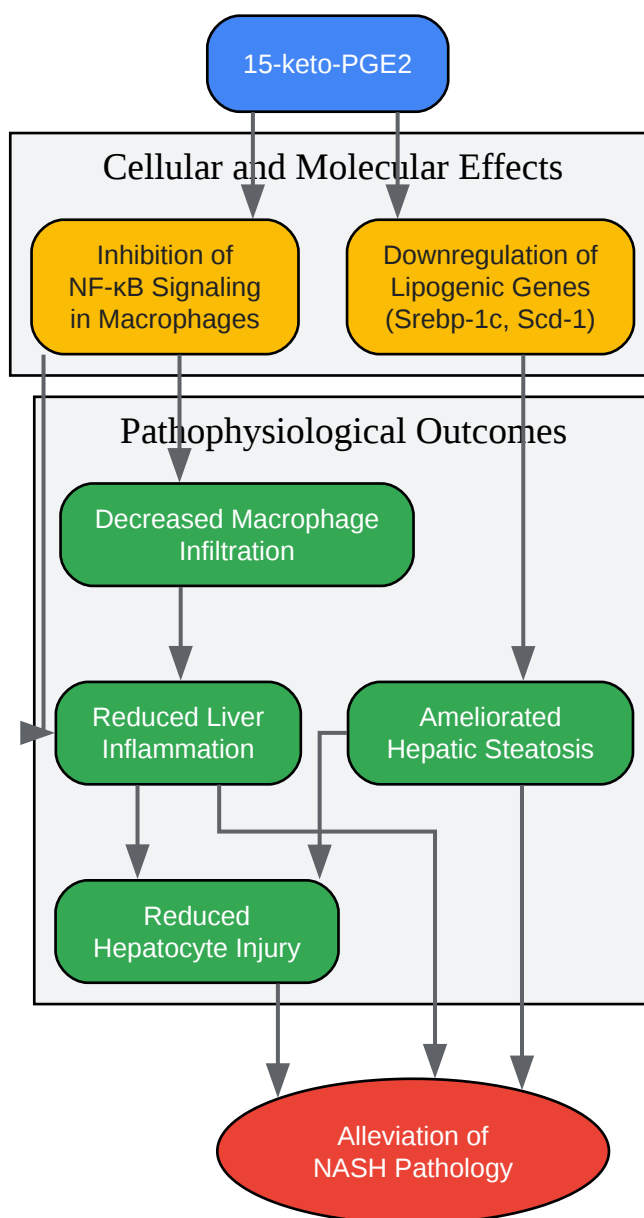 15-keto-PGE2
Cellular and Molecular Effects
Inhibition of
NF-κB Signaling
in Macrophages
Downregulation of
Lipogenic Genes
(Srebp-1c, Scd-1)
Pathophysiological Outcomes
Decreased Macrophage
Infiltration
Reduced Liver
Inflammation
Ameliorated
Hepatic Steatosis
Reduced
Hepatocyte Injury
Alleviation of
NASH Pathology